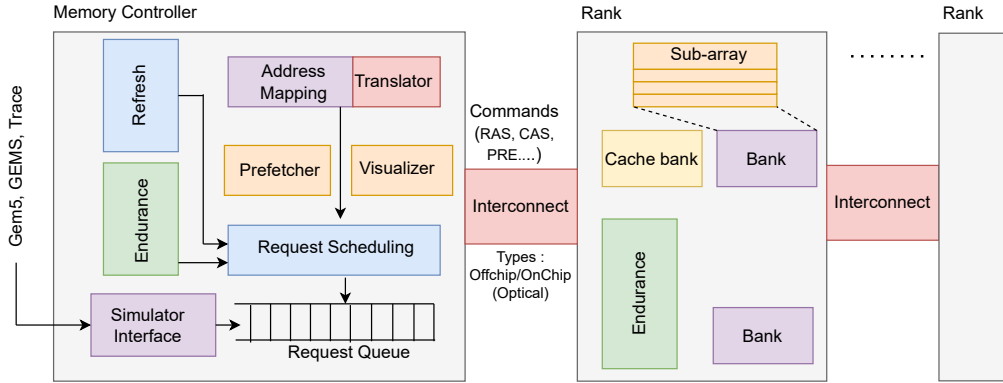 Memory Controller
Rank
Rank
Refresh
Address
Mapping
Translator
Sub-array
Gem5, GEMS, Trace
Commands
(RAS, CAS,
PRE....)
Prefetcher
Visualizer
Cache bank
Bank
Endurance
Interconnect
Interconnect
Request Scheduling
Types :
Offchip/OnChip
(Optical)
Endurance
Simulator
Interface
Request Queue
Bank